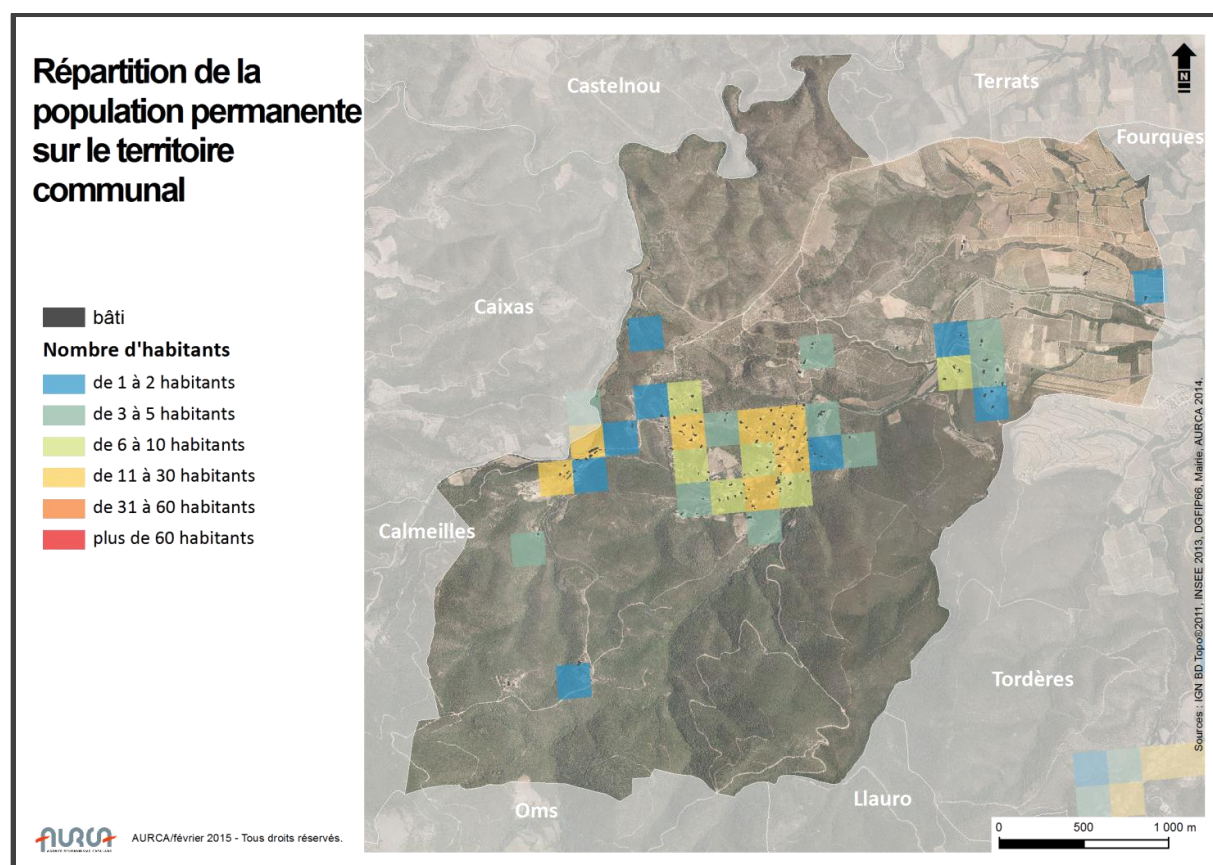 Répartition de la
population permanente
sur le territoire
communal
bâti
Nombre d'habitants
de 1 à 2 habitants
de 3 à 5 habitants
de 6 à 10 habitants
de 11 à 30 habitants
de 31 à 60 habitants
plus de 60 habitants
Castelnou
Terrats
Fourques
N
Caixas
Calmeilles
Tordères
Oms
Llauro
Sources : IGN BD Topo®2011, INSEE 2013, DGFIP66, Mairie, AURCA 2014.
0 500 1 000 m
AURCA
AURCA/février 2015 - Tous droits réservés.